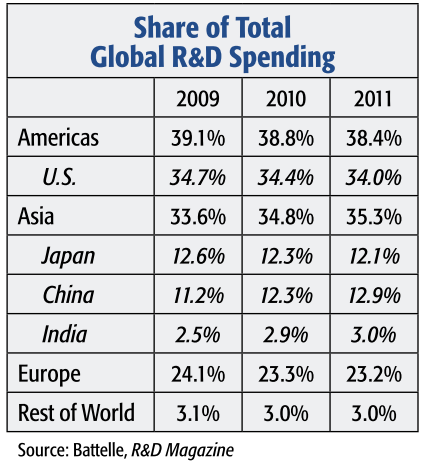 Share of Total
Global R&D Spending
2009 2010 2011
Americas 39.1% 38.8% 38.4%
U.S. 34.7% 34.4% 34.0%
Asia 33.6% 34.8% 35.3%
Japan 12.6% 12.3% 12.1%
China 11.2% 12.3% 12.9%
India 2.5% 2.9% 3.0%
Europe 24.1% 23.3% 23.2%
Rest of World 3.1% 3.0% 3.0%
Source: Battelle, R&D Magazine